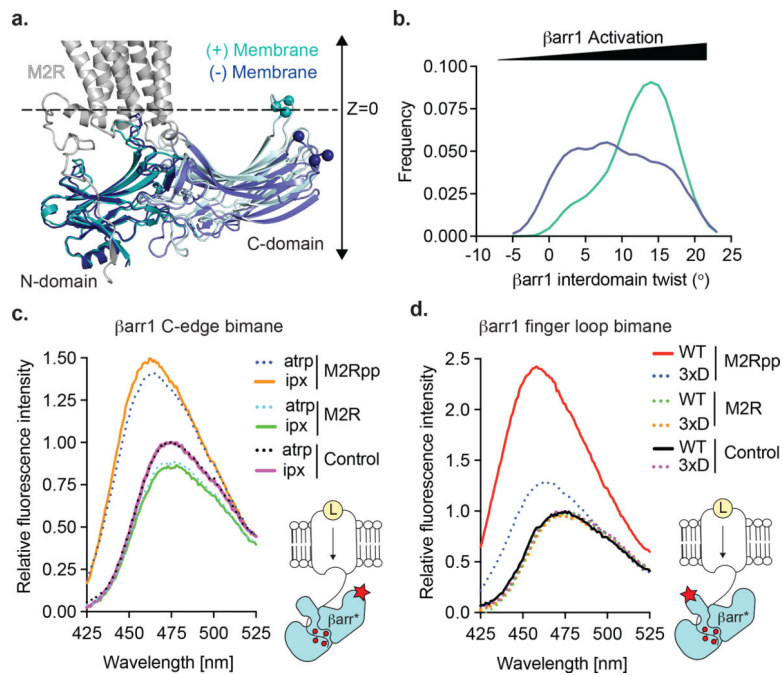 a.
(+) Membrane
(-) Membrane
M2R
Z=0
C-domain
N-domain
b.
βarr1 Activation
Frequency
0.100
0.075
0.050
0.025
0.000
-10 -5 0 5 10 15 20 25 30
βarr1 interdomain twist (°)
c.
βarr1 C-edge bimane
Relative fluorescence intensity
1.50
1.25
1.00
0.75
0.50
0.25
0.00
425 450 475 500 525
Wavelength [nm]
atrp
ipx
M2Rpp
atrp
ipx
M2R
atrp
ipx
Control
L
βarr*
d.
βarr1 finger loop bimane
Relative fluorescence intensity
2.5
2.0
1.5
1.0
0.5
0.0
425 450 475 500 525
Wavelength [nm]
WT
3xD
M2Rpp
WT
3xD
M2R
WT
3xD
Control
L
βarr*